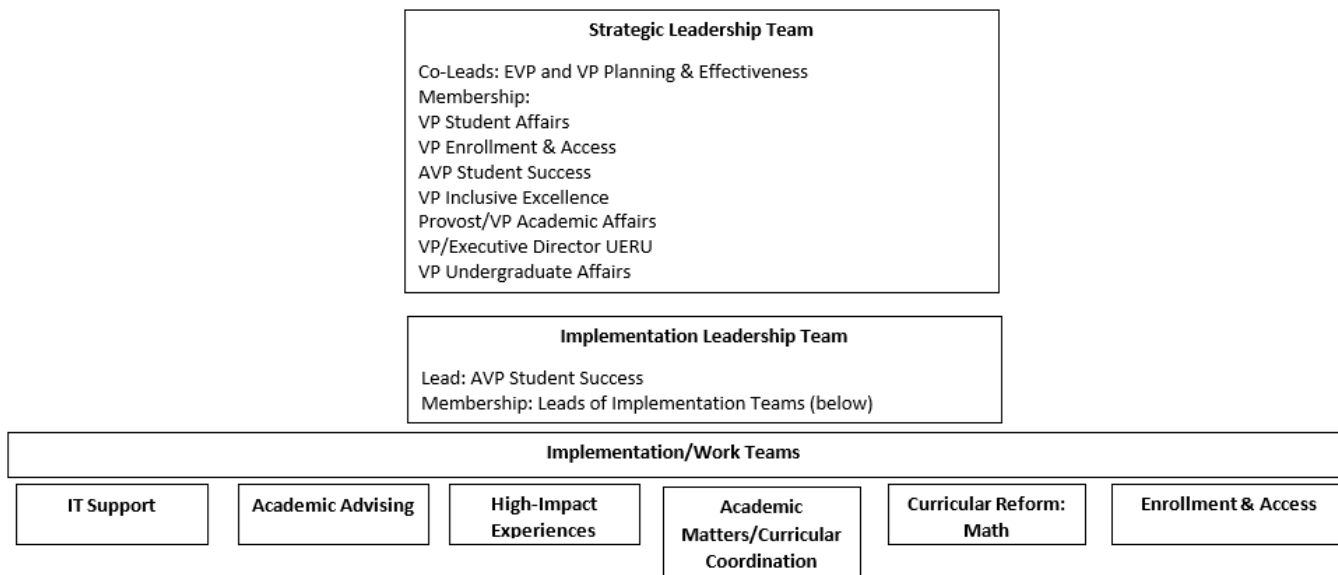 Strategic Leadership Team
Co-Leads: EVP and VP Planning & Effectiveness
Membership:
VP Student Affairs
VP Enrollment & Access
AVP Student Success
VP Inclusive Excellence
Provost/VP Academic Affairs
VP/Executive Director UERU
VP Undergraduate Affairs
Implementation Leadership Team
Lead: AVP Student Success
Membership: Leads of Implementation Teams (below)
Implementation/Work Teams
IT Support
Academic Advising
High-Impact
Experiences
Academic
Matters/Curricular
Coordination
Curricular Reform:
Math
Enrollment & Access